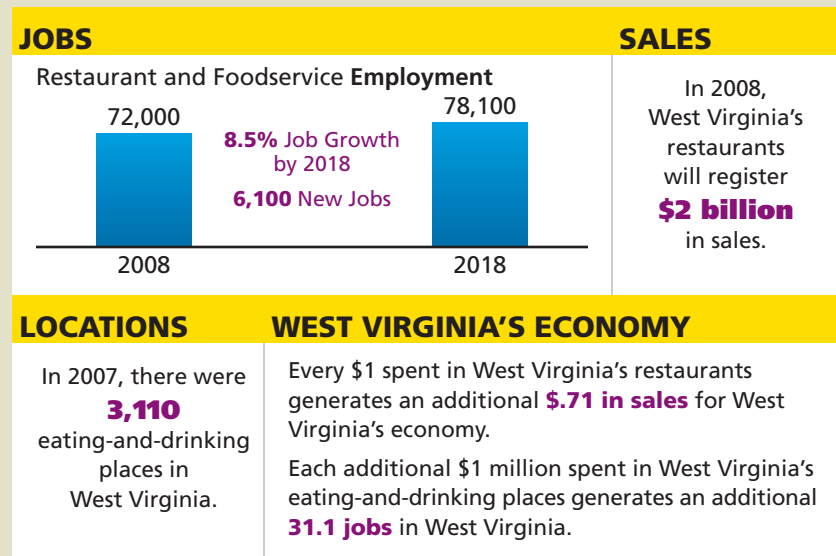 JOBS
Restaurant and Foodservice Employment
72,000
8.5% Job Growth
by 2018
6,100 New Jobs
78,100
2008
2018
SALES
In 2008,
West Virginia’s
restaurants
will register
$2 billion
in sales.
LOCATIONS
In 2007, there were
3,110
eating-and-drinking
places in
West Virginia.
WEST VIRGINIA’S ECONOMY
Every $1 spent in West Virginia’s restaurants
generates an additional $.71 in sales for West
Virginia’s economy.
Each additional $1 million spent in West Virginia’s
eating-and-drinking places generates an additional
31.1 jobs in West Virginia.